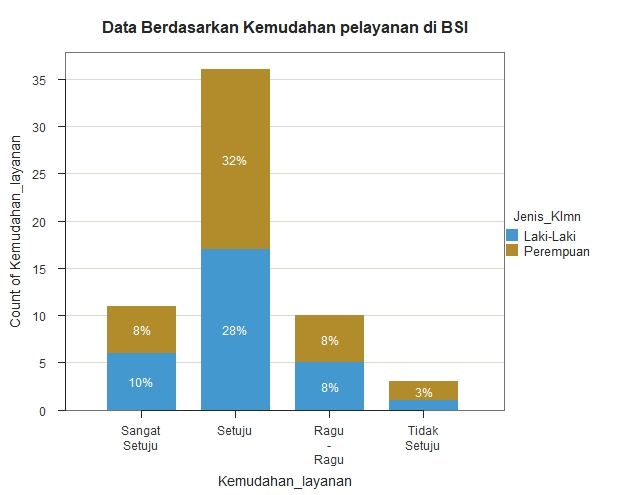 Data Berdasarkan Kemudahan pelayanan di BSI
Count of Kemudahan_layanan
35
30
25
20
15
10
5
0
32%
8%
28%
10%
8%
8%
3%
Sangat
Setuju
Setuju
Ragu
-
Ragu
Tidak
Setuju
Kemudahan_layanan
Jenis_Klmn
Laki-Laki
Perempuan